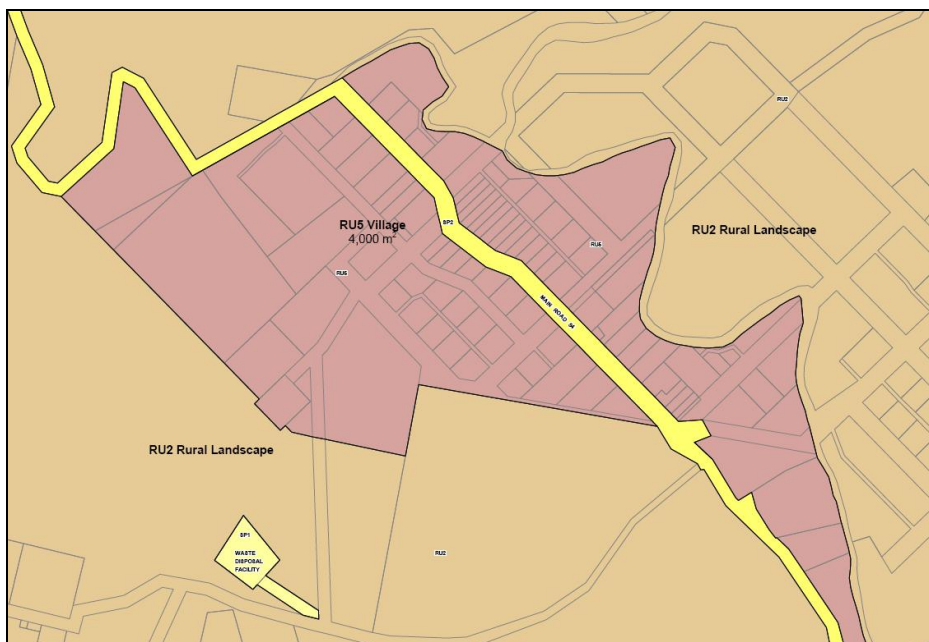 RU2
RU5 Village
4,000 m²
SP2
RU2 Rural Landscape
RU5
RU5
MAIN ROAD 54
RU2 Rural Landscape
SP1
WASTE
DISPOSAL
FACILITY
RU2